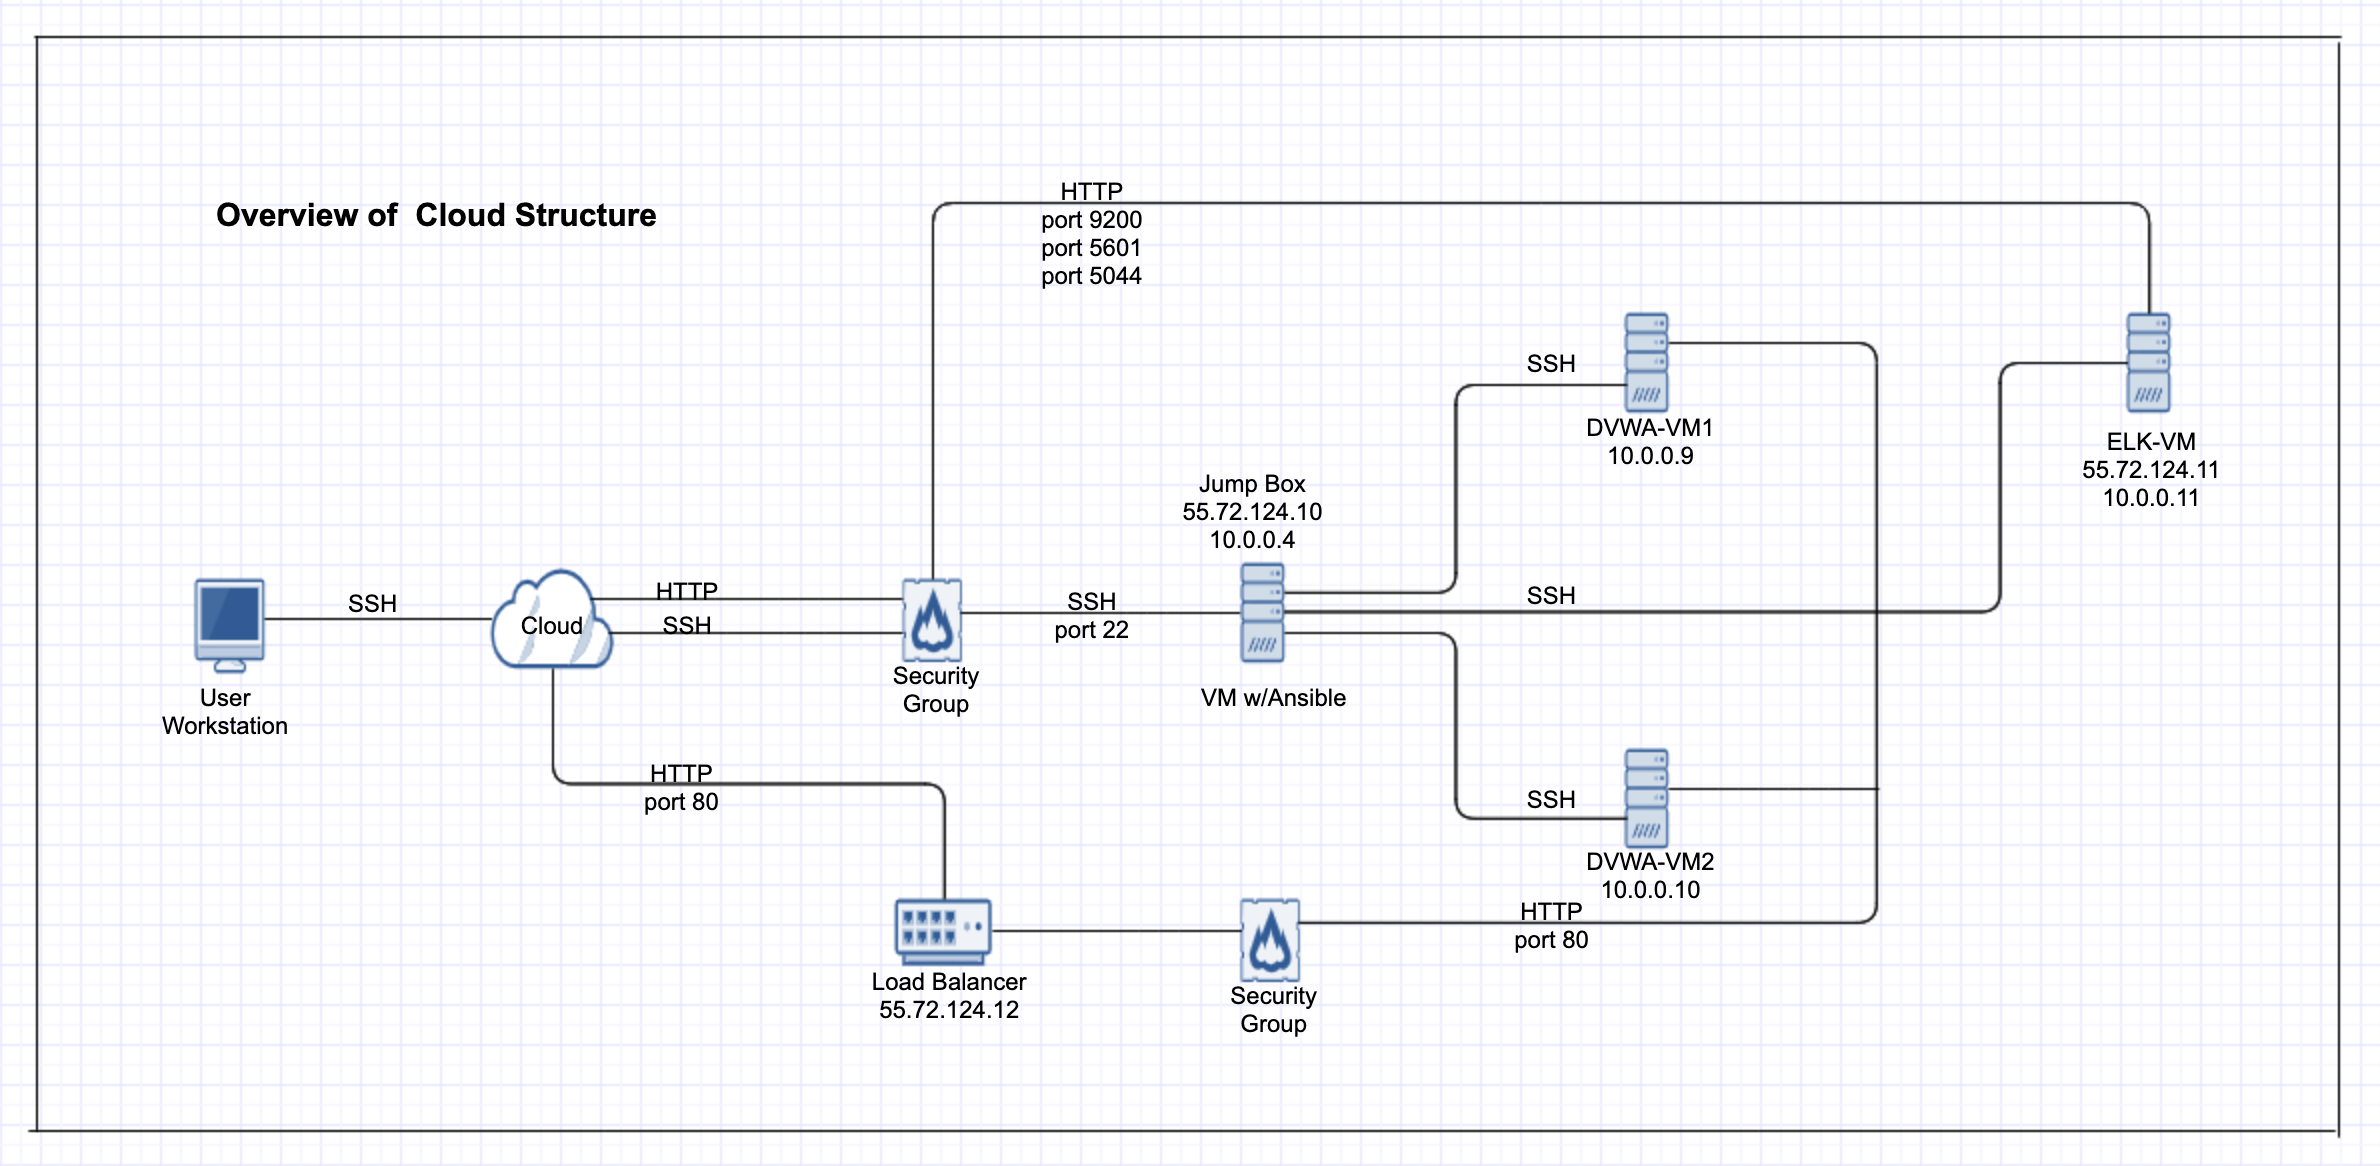 Overview of  Cloud Structure
HTTP
port 9200
port 5601
port 5044
SSH
DVWA-VM1
10.0.0.9
ELK-VM
55.72.124.11
10.0.0.11
Jump Box
55.72.124.10
10.0.0.4
SSH
Cloud
HTTP
SSH
SSH
port 22
SSH
User
Workstation
Security
Group
VM w/Ansible
HTTP
port 80
SSH
DVWA-VM2
10.0.0.10
HTTP
port 80
Load Balancer
55.72.124.12
Security
Group